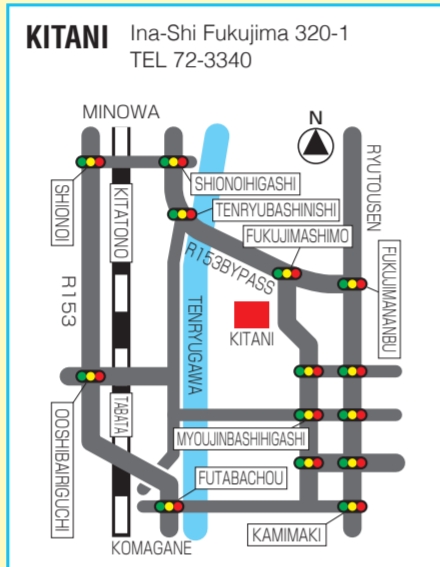 KITANI
Ina-Shi Fukujima 320-1
TEL 72-3340
MINOWA
N
SHIONOIHIGASHI
SHIONOI
KITATONO
TENRYUBASHINISHI
RYUTOUSEN
FUKUJIMASHIMO
R153BYPASS
R153
FUKUJIMANANBU
TENRYUGAWA
KITANI
TABATA
OOSHIBAIRIGUCHI
MYOUJINBASHIHIGASHI
FUTABACHOU
KAMIMAKI
KOMAGANE